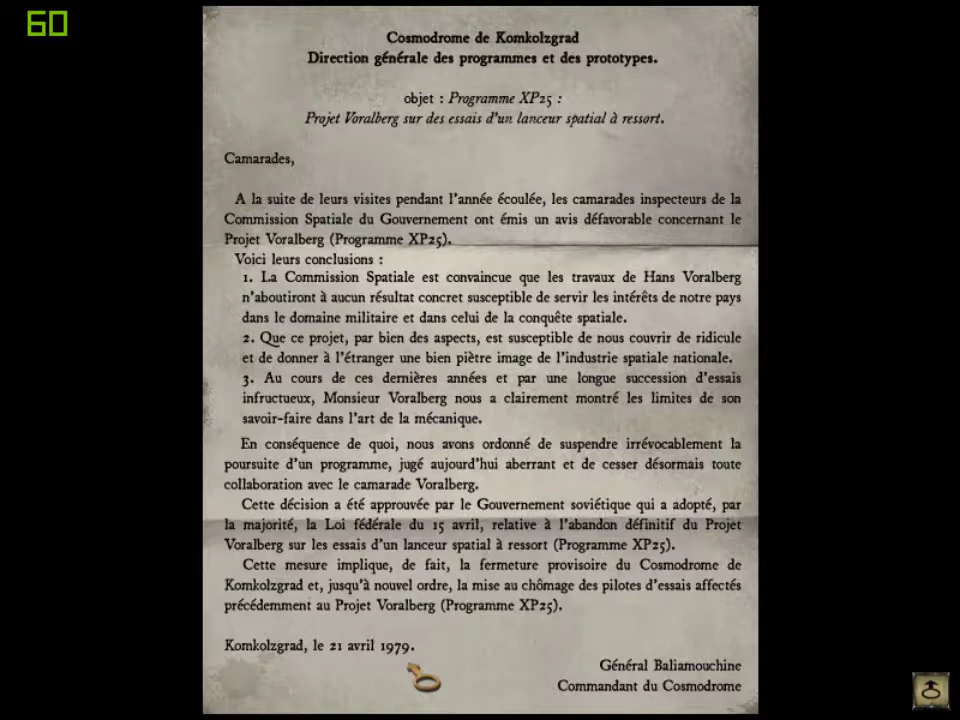 60
Cosmodrome de Komkolzgrad
Direction générale des programmes et des prototypes.
objet : Programme XP25 :
Projet Voralberg sur des essais d'un lanceur spatial à ressort.
Camarades,
A la suite de leurs visites pendant l'année écoulée, les camarades inspecteurs de la
Commission Spatiale du Gouvernement ont émis un avis défavorable concernant le
Projet Voralberg (Programme XP25).
Voici leurs conclusions :
1. La Commission Spatiale est convaincue que les travaux de Hans Voralberg
n'aboutiront à aucun résultat concret susceptible de servir les intérêts de notre pays
dans le domaine militaire et dans celui de la conquête spatiale.
2. Que ce projet, par bien des aspects, est susceptible de nous couvrir de ridicule
et de donner à l'étranger une bien piètre image de l'industrie spatiale nationale.
3. Au cours de ces dernières années et par une longue succession d'essais
infructueux, Monsieur Voralberg nous a clairement montré les limites de son
savoir-faire dans l'art de la mécanique.
En conséquence de quoi, nous avons ordonné de suspendre irrévocablement la
poursuite d'un programme, jugé aujourd'hui aberrant et de cesser désormais toute
collaboration avec le camarade Voralberg.
Cette décision a été approuvée par le Gouvernement soviétique qui a adopté, par
la majorité, la Loi fédérale du 15 avril, relative à l'abandon définitif du Projet
Voralberg sur les essais d'un lanceur spatial à ressort (Programme XP25).
Cette mesure implique, de fait, la fermeture provisoire du Cosmodrome de
Komkolzgrad et, jusqu'à nouvel ordre, la mise au chômage des pilotes d'essais affectés
précédemment au Projet Voralberg (Programme XP25).
Komkolzgrad, le 21 avril 1979.
Général Baliamouchine
Commandant du Cosmodrome